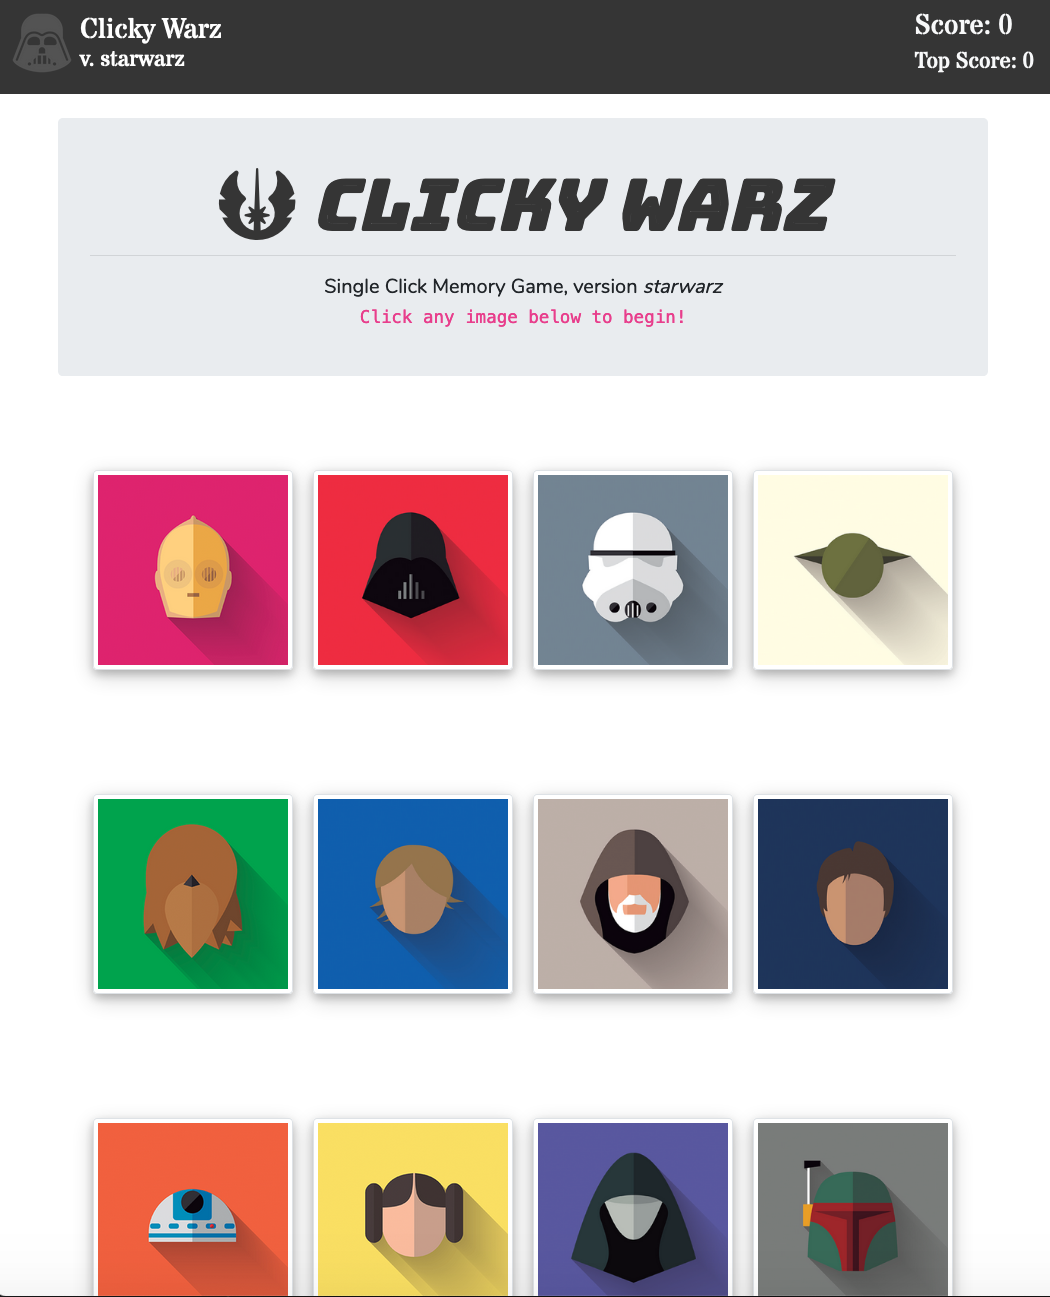 Clicky Warz
v. starwarz
Score: 0
Top Score: 0
CLICKY WARZ
Single Click Memory Game, version starwarz
Click any image below to begin!